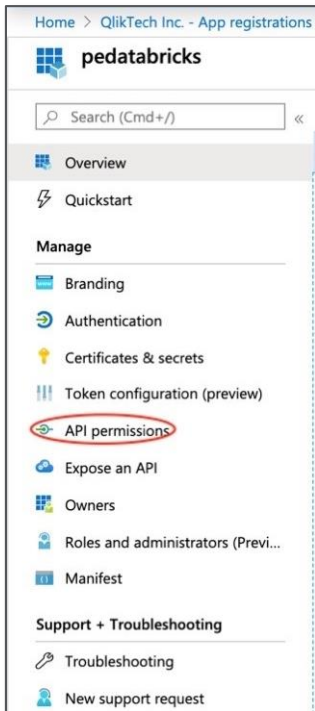 Home > QlikTech Inc. - App registrations
pedatabricks
Search (Cmd+/)
«
Overview
Quickstart
Manage
Branding
Authentication
Certificates & secrets
Token configuration (preview)
API permissions
Expose an API
Owners
Roles and administrators (Previ...
Manifest
Support + Troubleshooting
Troubleshooting
New support request